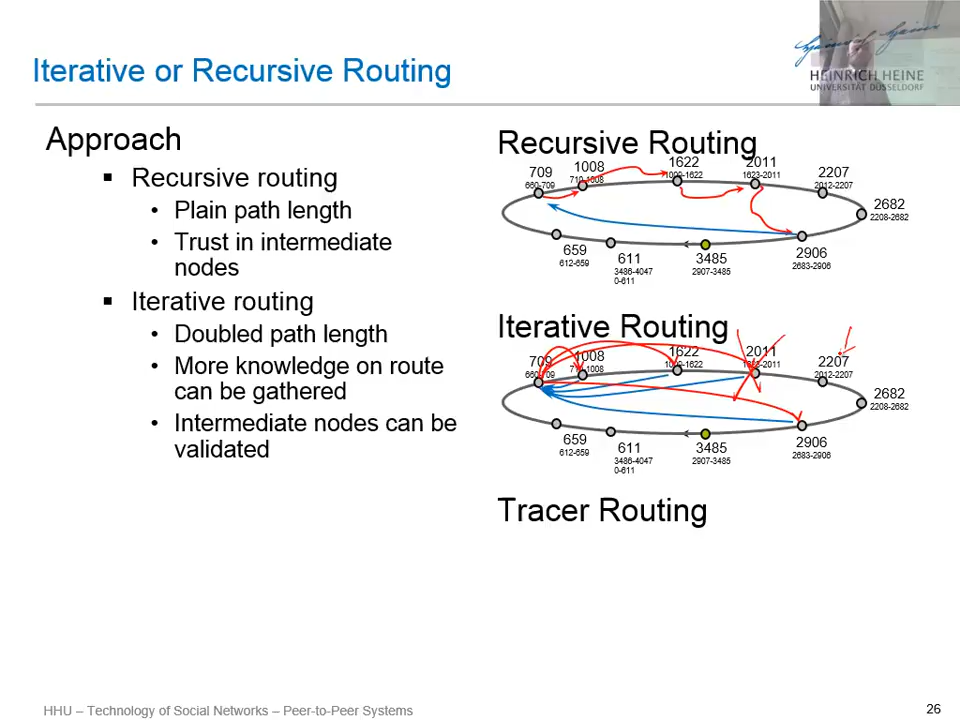 Iterative or Recursive Routing
HEINRICH HEINE
UNIVERSITÄT DÜSSELDORF
Approach
▪ Recursive routing
• Plain path length
• Trust in intermediate
nodes
▪ Iterative routing
• Doubled path length
• More knowledge on route
can be gathered
• Intermediate nodes can be
validated
Recursive Routing
709
660-709
1008
710-1008
1622
1009-1622
2011
1623-2011
2207
2012-2207
2682
2208-2682
2906
2683-2906
3485
2907-3485
611
3486-4047
0-611
659
612-659
Iterative Routing
709
660-709
1008
710-1008
1622
1009-1622
2011
1623-2011
2207
2012-2207
2682
2208-2682
2906
2683-2906
3485
2907-3485
611
3486-4047
0-611
659
612-659
Tracer Routing
HHU – Technology of Social Networks – Peer-to-Peer Systems
26